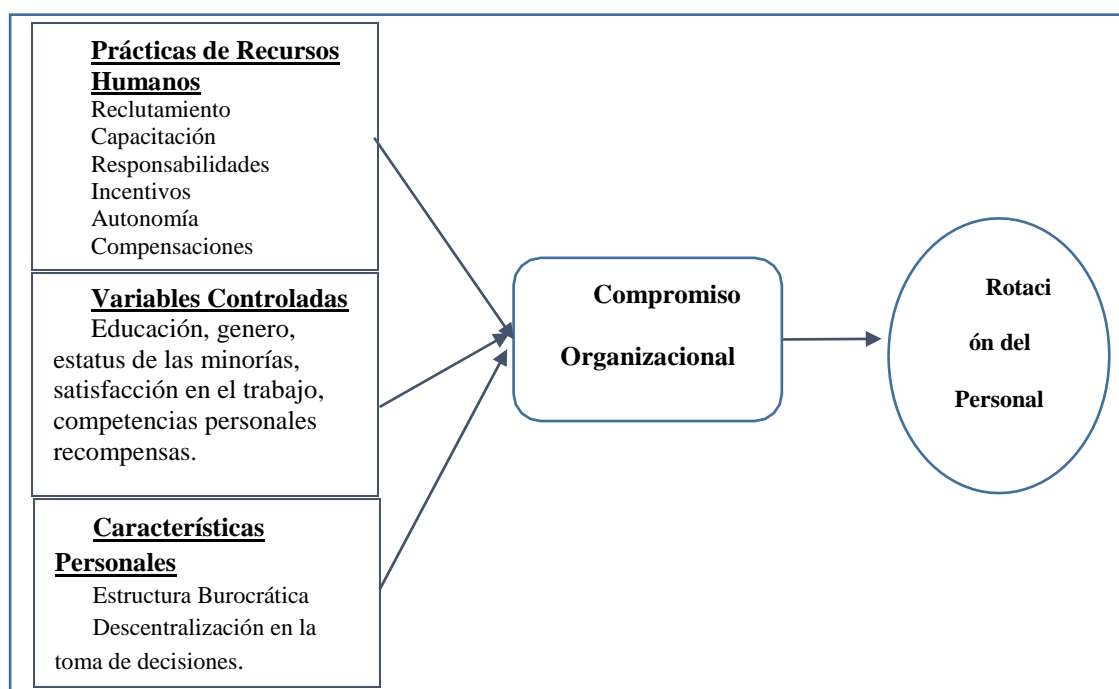 Prácticas de Recursos
Humanos
Reclutamiento
Capacitación
Responsabilidades
Incentivos
Autonomía
Compensaciones
Variables Controladas
Educación, genero,
estatus de las minorías,
satisfacción en el trabajo,
competencias personales
recompensas.
Características
Personales
Estructura Burocrática
Descentralización en la
toma de decisiones.
Compromiso
Organizacional
Rotaci
ón del
Personal